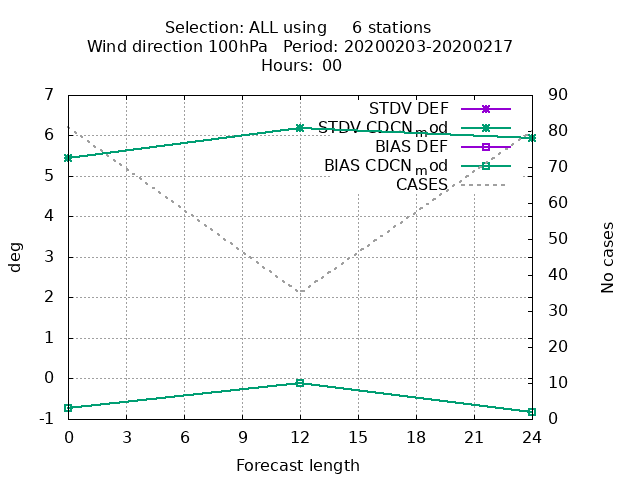 Selection: ALL using     6 stations
Wind direction 100hPa   Period: 20200203-20200217
Hours: 00
7 90
6 80
5 70
4 60
3 50
2 40
1 30
0 20
-1 10
0
STDV DEF
STDV CDCN_mod
BIAS DEF
BIAS CDCN_mod
CASES
deg
No cases
0 3 6 9 12 15 18 21 24
Forecast length